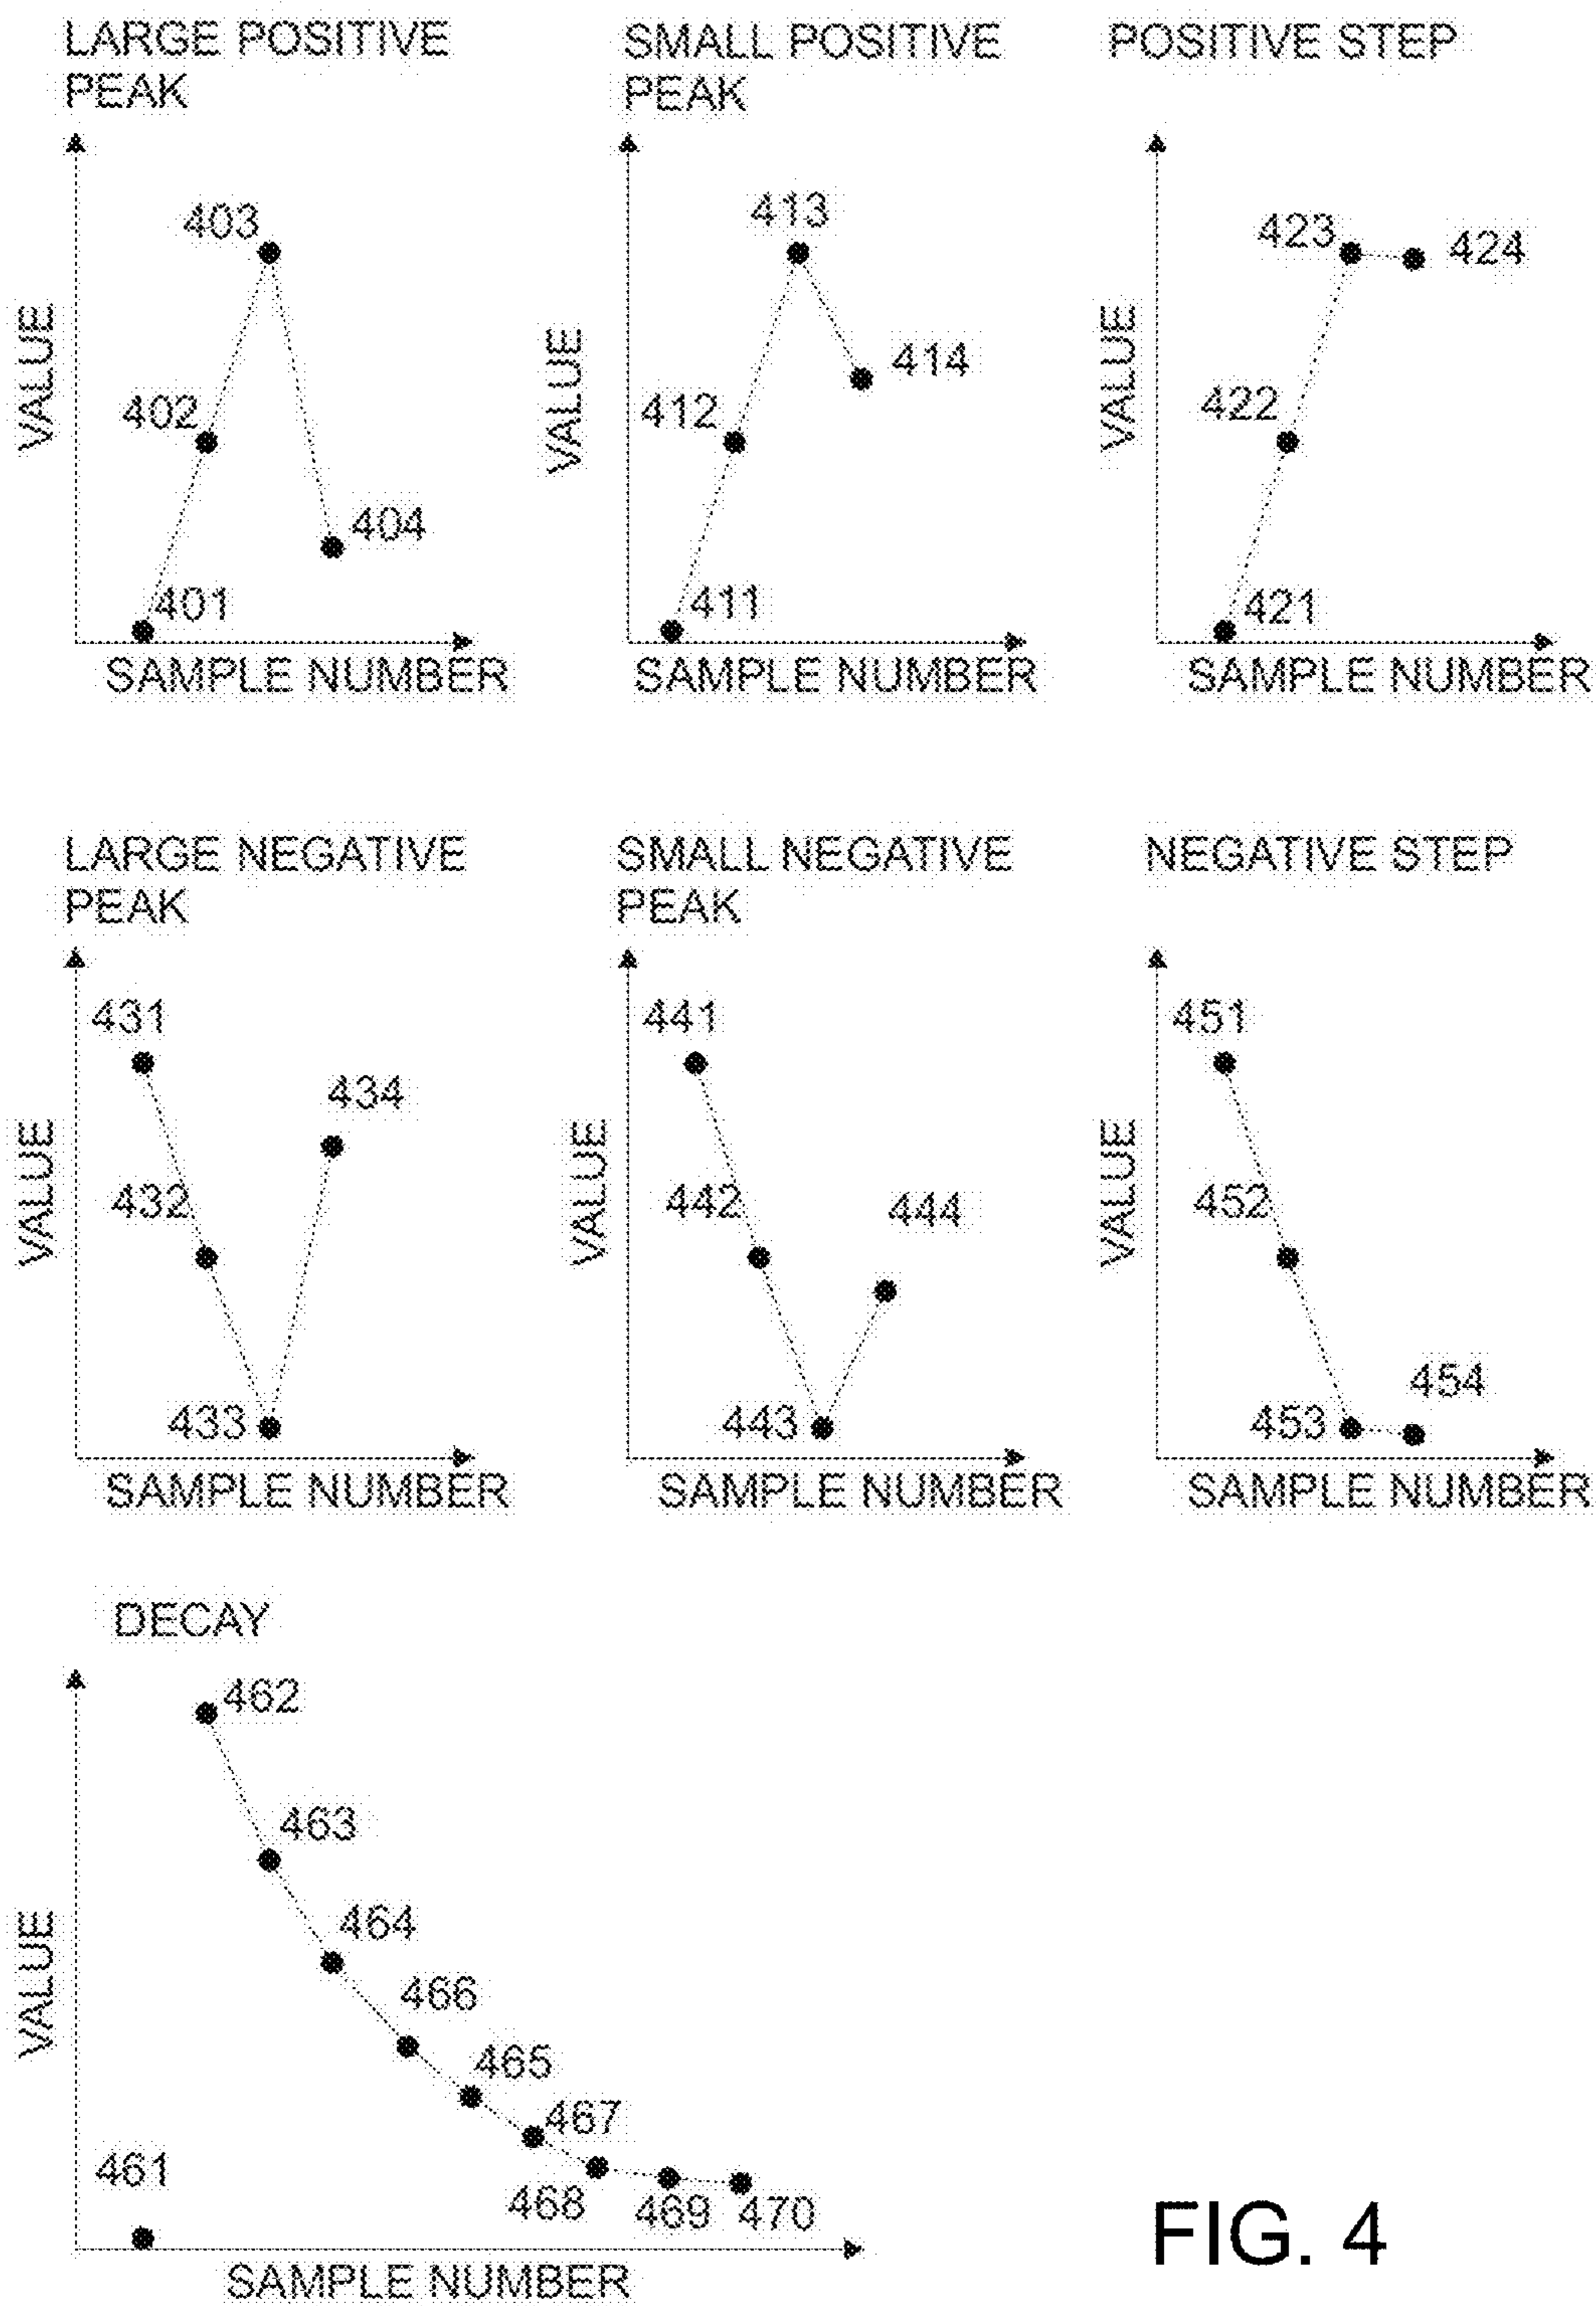 LARGE POSITIVE
PEAK
VALUE
403
402
404
401
SAMPLE NUMBER
SMALL POSITIVE
PEAK
VALUE
413
412
414
411
SAMPLE NUMBER
POSITIVE STEP
VALUE
423
424
422
421
SAMPLE NUMBER
LARGE NEGATIVE
PEAK
VALUE
431
434
432
433
SAMPLE NUMBER
SMALL NEGATIVE
PEAK
VALUE
441
442
444
443
SAMPLE NUMBER
NEGATIVE STEP
VALUE
451
452
454
453
SAMPLE NUMBER
DECAY
VALUE
462
463
464
466
465
467
461
468
469
470
SAMPLE NUMBER
FIG. 4